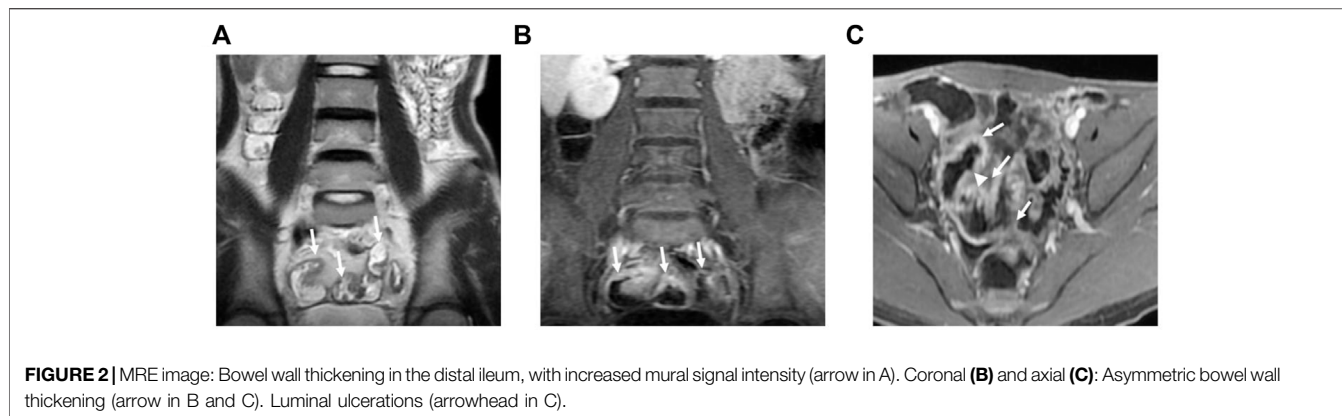 A
B
C
FIGURE 2 | MRE image: Bowel wall thickening in the distal ileum, with increased mural signal intensity (arrow in A). Coronal (B) and axial (C): Asymmetric bowel wall
thickening (arrow in B and C). Luminal ulcerations (arrowhead in C).